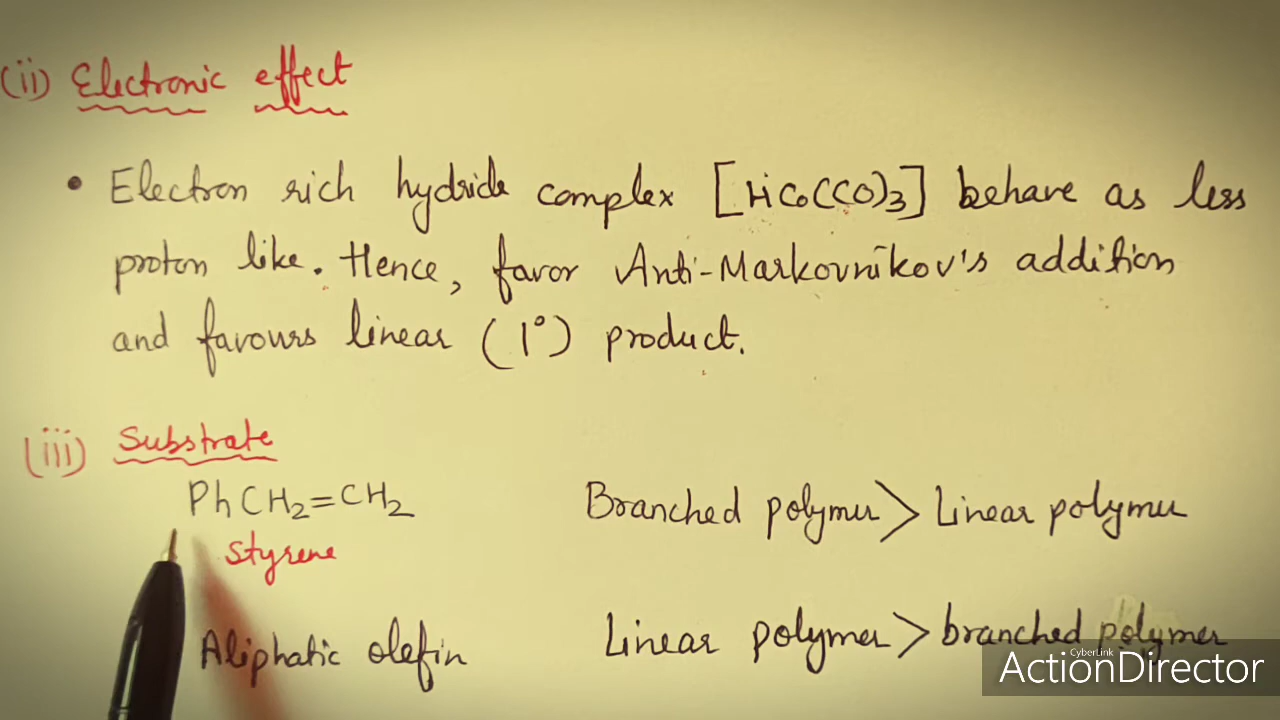 (ii) Electronic effect
• Electron rich hydride complex [HCo(CO)3] behave as less
proton like. Hence, favor Anti-Markovnikov's addition
and favours linear (1°) product.
(iii) Substrate
PhCH2=CH2 Branched polymer > Linear polymer
Styrene
Aliphatic olefin Linear polymer > branched polymer
CyberLink
ActionDirector